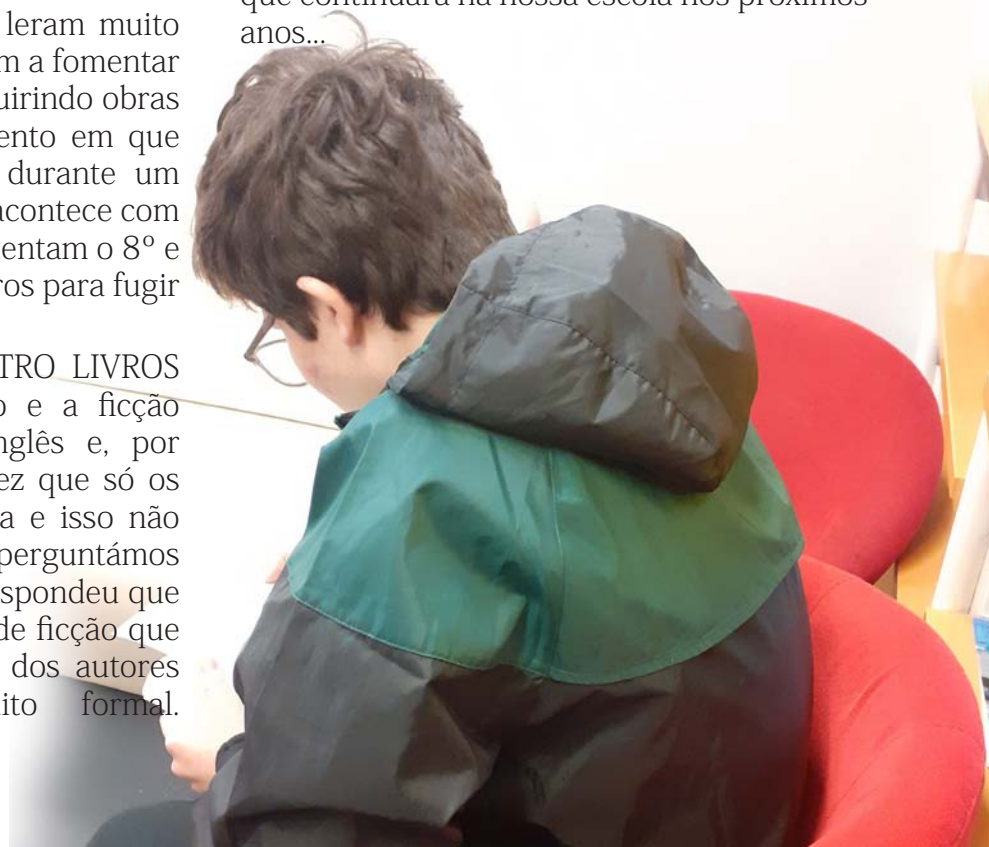 leram muito
m a fomentar
uirindo obras
ento em que
durante um
acontece com
entam o 8º e
ros para fugir
TRO LIVROS
o e a ficção
nglês e, por
ez que só os
a e isso não
perguntámos
spondeu que
de ficção que
dos autores
ito formal.
que continuará na nossa escola nos próximos
anos...